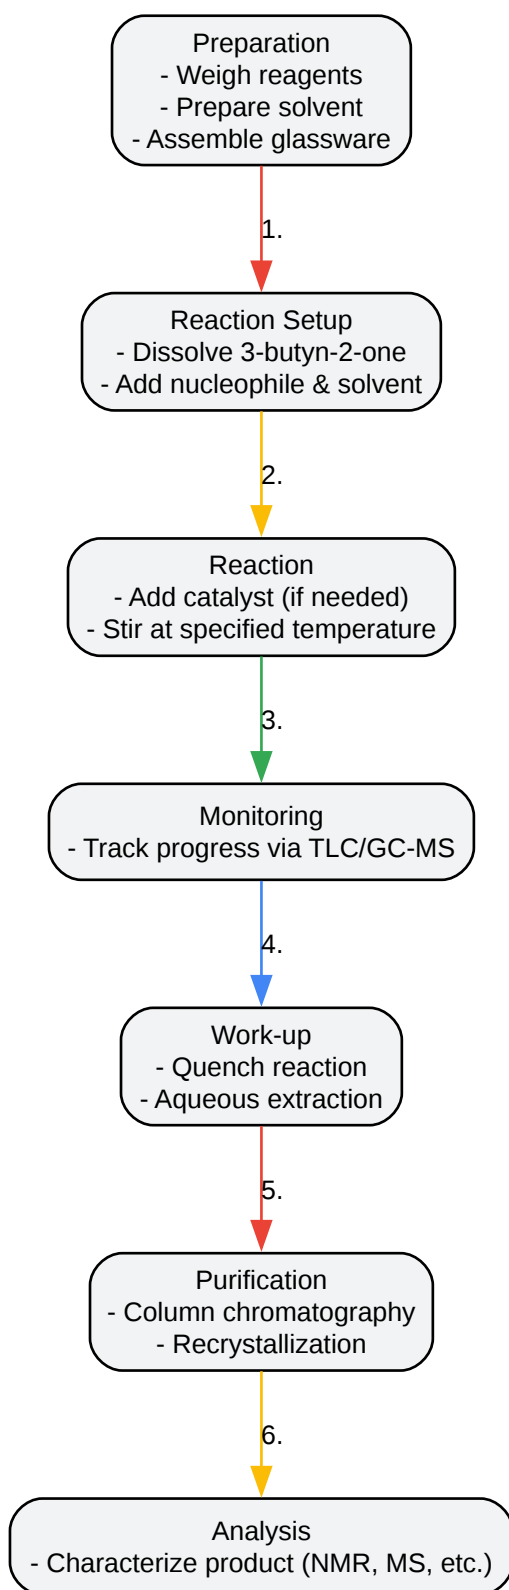 Preparation
- Weigh reagents
- Prepare solvent
- Assemble glassware
1.
Reaction Setup
- Dissolve 3-butyn-2-one
- Add nucleophile & solvent
2.
Reaction
- Add catalyst (if needed)
- Stir at specified temperature
3.
Monitoring
- Track progress via TLC/GC-MS
4.
Work-up
- Quench reaction
- Aqueous extraction
5.
Purification
- Column chromatography
- Recrystallization
6.
Analysis
- Characterize product (NMR, MS, etc.)